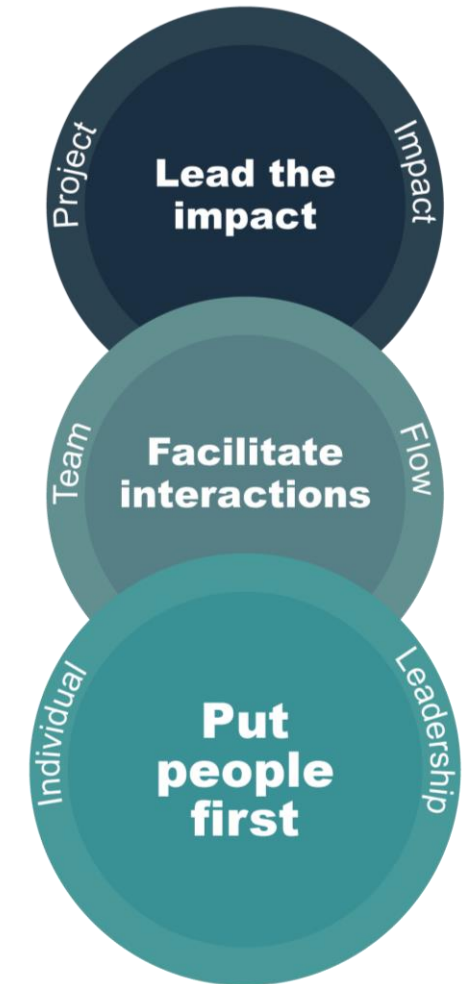 Project
Impact
Lead the
impact
Team
Flow
Facilitate
interactions
Individual
Leadership
Put
people
first